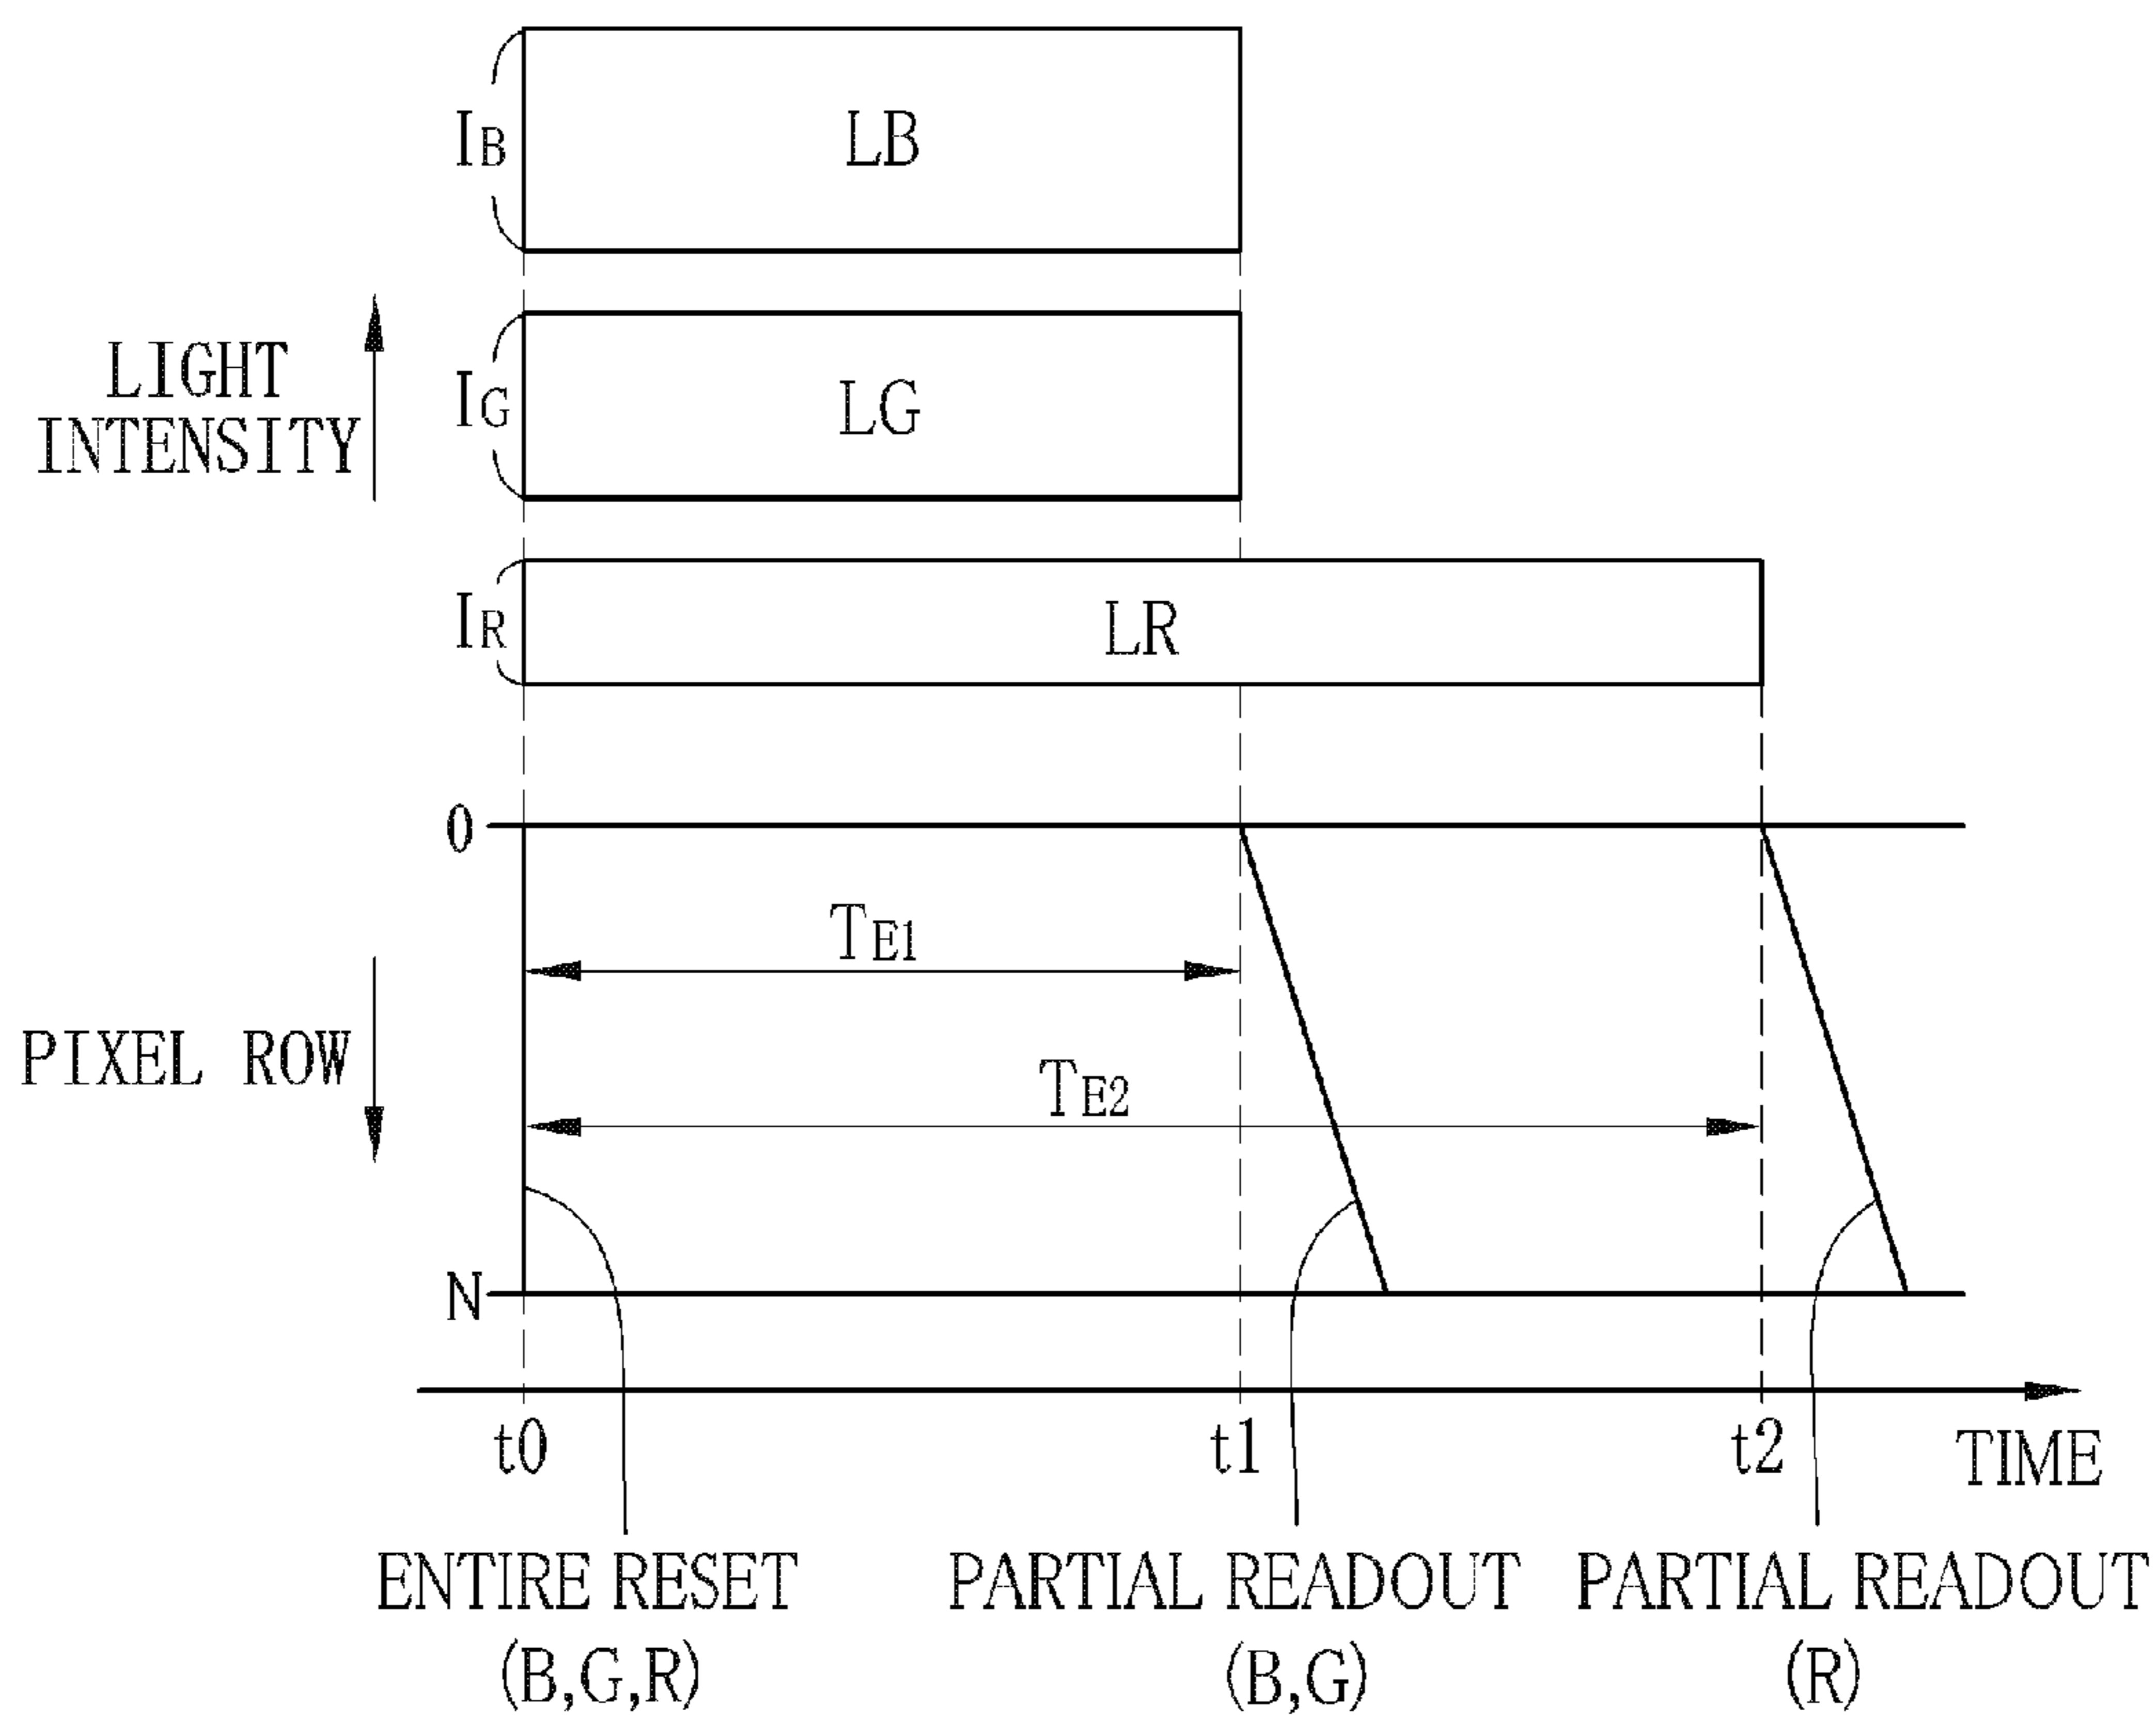 IB
LB
LIGHT
INTENSITY
IG
LG
IR
LR
0
TE1
PIXEL ROW
TE2
N
t0
t1
t2
TIME
ENTIRE RESET
(B,G,R)
PARTIAL READOUT
(B,G)
PARTIAL READOUT
(R)